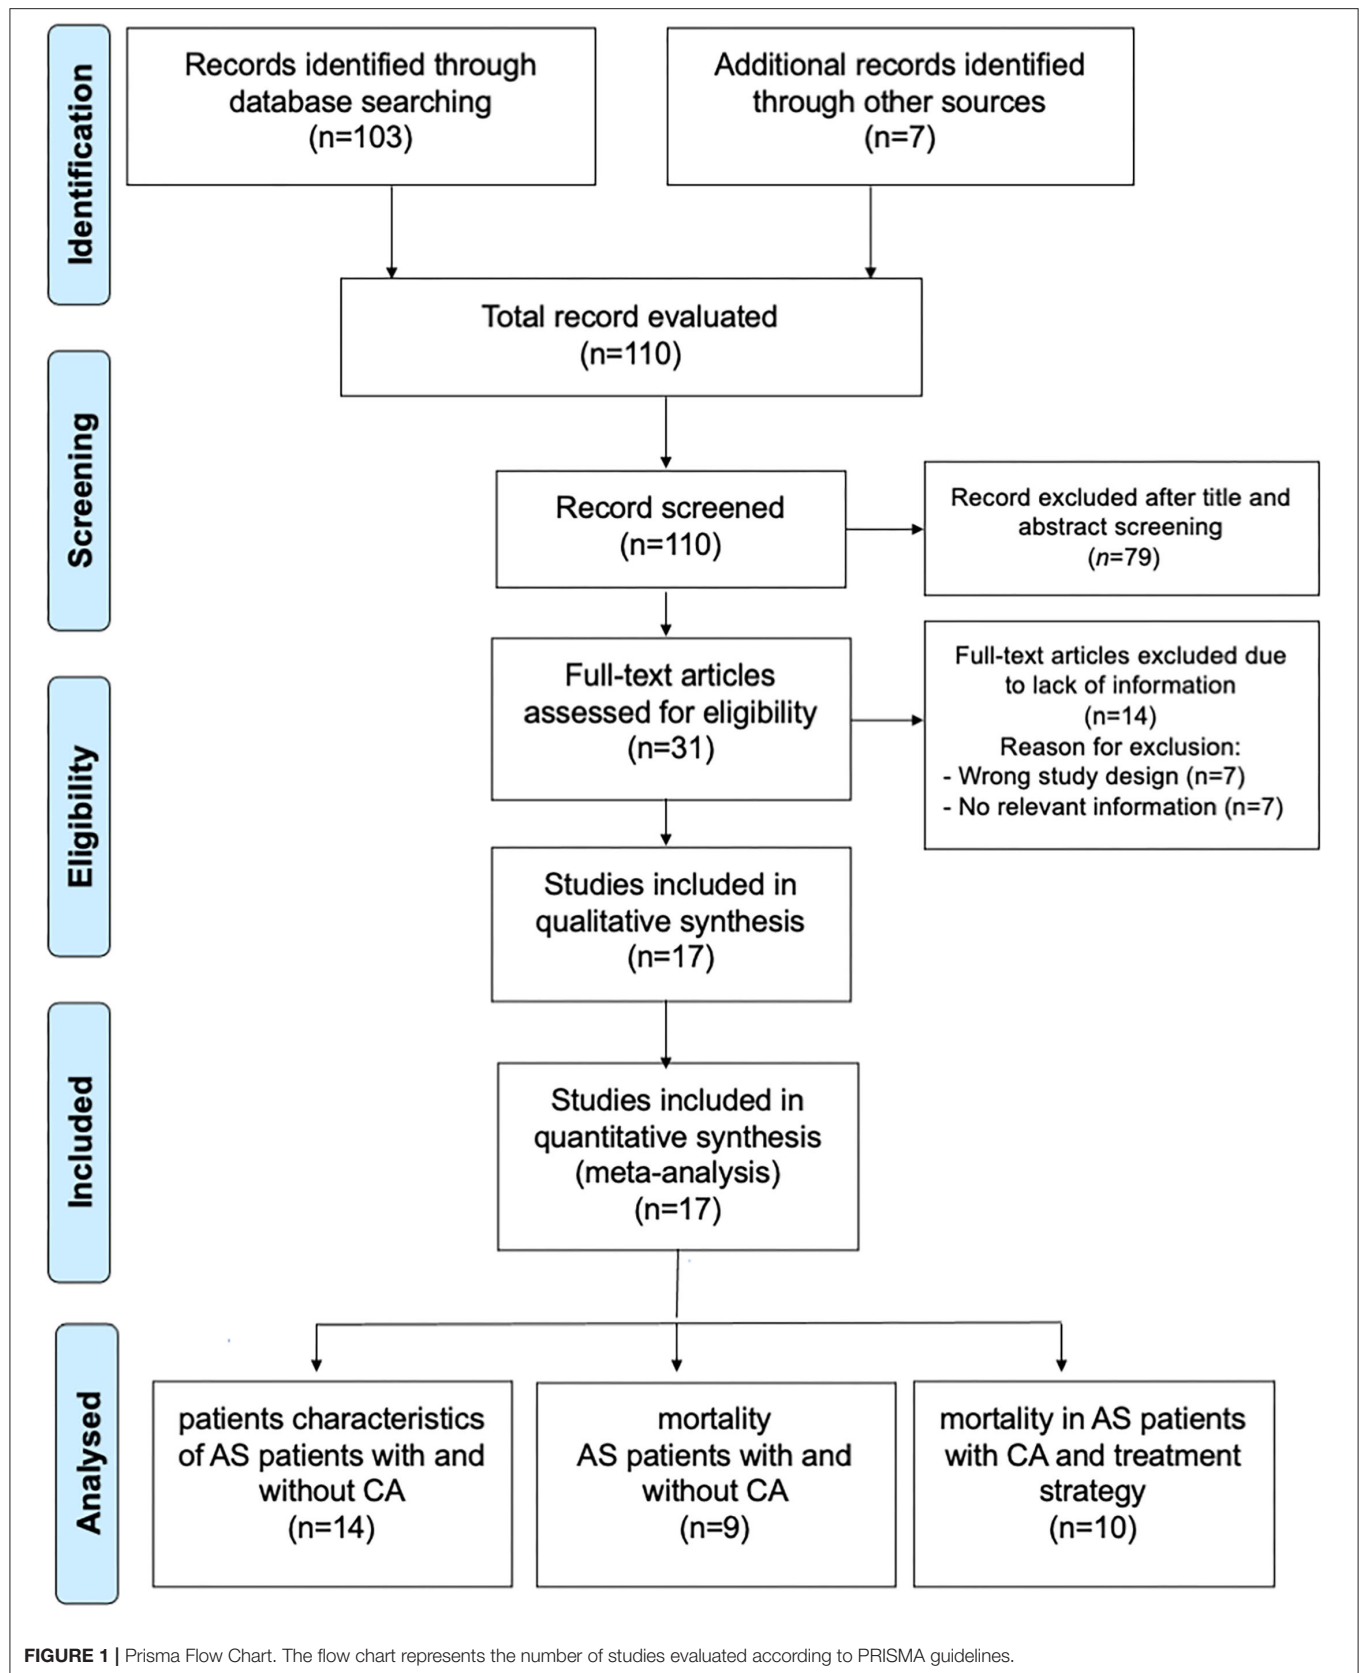 Identification
Records identified through
database searching
(n=103)
Additional records identified
through other sources
(n=7)
Total record evaluated
(n=110)
Screening
Record screened
(n=110)
Record excluded after title and
abstract screening
(n=79)
Eligibility
Full-text articles
assessed for eligibility
(n=31)
Full-text articles excluded due
to lack of information
(n=14)
Reason for exclusion:
- Wrong study design (n=7)
- No relevant information (n=7)
Studies included in
qualitative synthesis
(n=17)
Included
Studies included in
quantitative synthesis
(meta-analysis)
(n=17)
Analysed
patients characteristics
of AS patients with and
without CA
(n=14)
mortality
AS patients with and
without CA
(n=9)
mortality in AS patients
with CA and treatment
strategy
(n=10)
FIGURE 1 | Prisma Flow Chart. The flow chart represents the number of studies evaluated according to PRISMA guidelines.